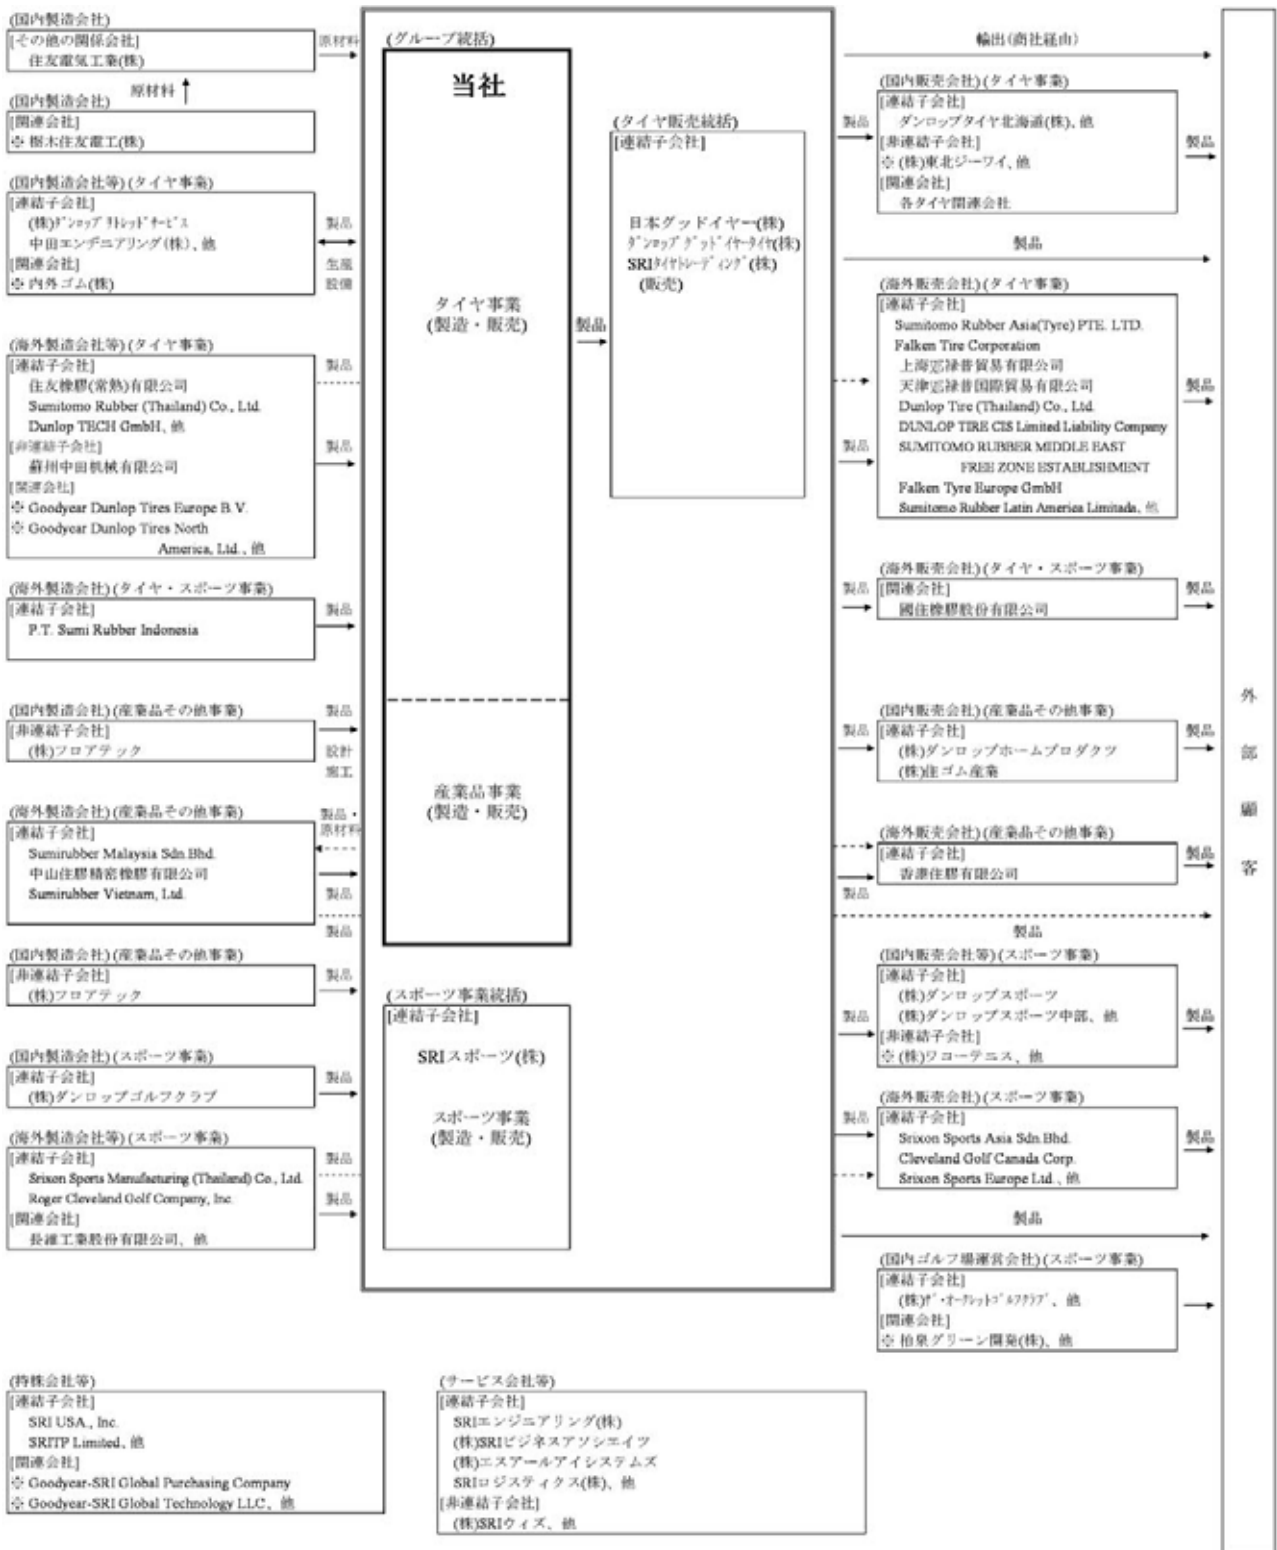 (国内製造会社)
[その他の関係会社]
住友電気工業(株)
原材料
原材料
(国内製造会社)
[関連会社]
※ 栃木住友電工(株)
(国内製造会社等)(タイヤ事業)
[連結子会社]
(株)ﾀﾞﾝﾛｯﾌﾟﾘﾄﾚｯﾄﾞｻｰﾋﾞｽ
中田エンヂニアリング(株)、他
[関連会社]
※ 内外ゴム(株)
製品
生産
設備
(海外製造会社等)(タイヤ事業)
[連結子会社]
住友橡膠(常熟)有限公司
Sumitomo Rubber (Thailand) Co., Ltd.
Dunlop TECH GmbH、他
[非連結子会社]
蘇州中田机械有限公司
[関連会社]
※ Goodyear Dunlop Tires Europe B.V.
※ Goodyear Dunlop Tires North
America, Ltd.、他
製品
製品
(海外製造会社)(タイヤ・スポーツ事業)
[連結子会社]
P.T. Sumi Rubber Indonesia
製品
(国内製造会社)(産業品その他事業)
[非連結子会社]
(株)フロアテック
製品
設計
施工
(海外製造会社)(産業品その他事業)
[連結子会社]
Sumirubber Malaysia Sdn.Bhd.
中山住膠精密橡膠有限公司
Sumirubber Vietnam, Ltd.
製品・
原材料
製品
製品
(国内製造会社)(産業品その他事業)
[非連結子会社]
(株)フロアテック
製品
(国内製造会社)(スポーツ事業)
[連結子会社]
(株)ダンロップゴルフクラブ
製品
(海外製造会社等)(スポーツ事業)
[連結子会社]
Srixon Sports Manufacturing (Thailand) Co., Ltd.
Roger Cleveland Golf Company, Inc.
[関連会社]
長維工業股份有限公司、他
製品
製品
(グループ統括)
当社
タイヤ事業
(製造・販売)
産業品事業
(製造・販売)
製品
(タイヤ販売統括)
[連結子会社]
日本グッドイヤー(株)
ﾀﾞﾝﾛｯﾌﾟｸﾞｯﾄﾞｲﾔｰﾀｲﾔ(株)
SRIﾀｲﾔﾄﾚｰﾃﾞｨﾝｸﾞ(株)
(販売)
(スポーツ事業統括)
[連結子会社]
SRIスポーツ(株)
スポーツ事業
(製造・販売)
輸出(商社経由)
(国内販売会社)(タイヤ事業)
[連結子会社]
ダンロップタイヤ北海道(株)、他
[非連結子会社]
※ (株)東北ジーワイ、他
[関連会社]
各タイヤ関連会社
製品
製品
製品
(海外販売会社)(タイヤ事業)
[連結子会社]
Sumitomo Rubber Asia(Tyre) PTE. LTD.
Falken Tire Corporation
上海邓禄普貿易有限公司
天津邓禄普国際貿易有限公司
Dunlop Tire (Thailand) Co., Ltd.
DUNLOP TIRE CIS Limited Liability Company
SUMITOMO RUBBER MIDDLE EAST
FREE ZONE ESTABLISHMENT
Falken Tyre Europe GmbH
Sumitomo Rubber Latin America Limitada、他
製品
製品
(海外販売会社)(タイヤ・スポーツ事業)
[関連会社]
國住橡膠股份有限公司
製品
製品
(国内販売会社)(産業品その他事業)
[連結子会社]
(株)ダンロップホームプロダクツ
(株)住ゴム産業
製品
製品
(海外販売会社)(産業品その他事業)
[連結子会社]
香港住膠有限公司
製品
製品
製品
(国内販売会社等)(スポーツ事業)
[連結子会社]
(株)ダンロップスポーツ
(株)ダンロップスポーツ中部、他
[非連結子会社]
※ (株)ワコーテニス、他
製品
製品
(海外販売会社)(スポーツ事業)
[連結子会社]
Srixon Sports Asia Sdn.Bhd.
Cleveland Golf Canada Corp.
Srixon Sports Europe Ltd.、他
製品
製品
製品
(国内ゴルフ場運営会社)(スポーツ事業)
[連結子会社]
(株)ｻﾞ･ｵｰｸﾚｯﾄｺﾞﾙﾌｸﾗﾌﾞ、他
[関連会社]
※ 柏泉グリーン開発(株)、他
外部顧客
(持株会社等)
[連結子会社]
SRI USA., Inc.
SRITP Limited、他
[関連会社]
※ Goodyear-SRI Global Purchasing Company
※ Goodyear-SRI Global Technology LLC、他
(サービス会社等)
[連結子会社]
SRIエンジニアリング(株)
(株)SRIビジネスアソシエイツ
(株)エスアールアイシステムズ
SRIロジスティクス(株)、他
[非連結子会社]
(株)SRIウィズ、他